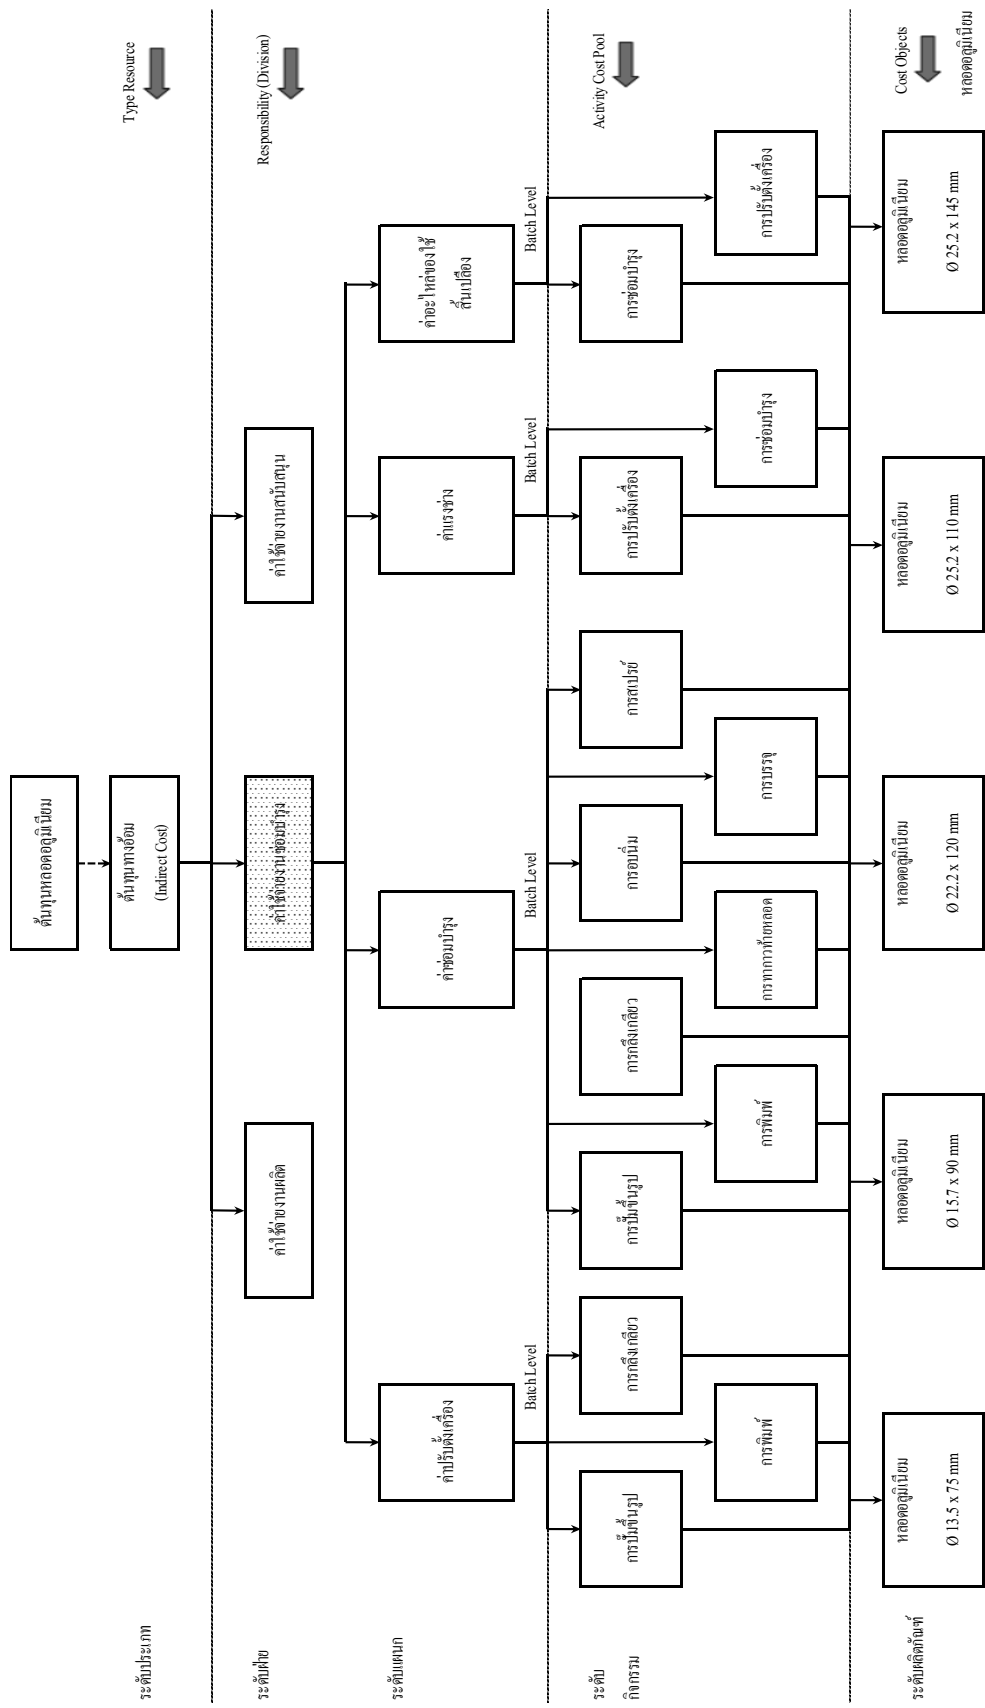 ต้นทุนหลอดอลูมิเนียม
ระดับประเภท
ต้นทุนทางอ้อม
(Indirect Cost)
Type Resource
ระดับฝ่าย
ค่าใช้จ่ายงานผลิต
ค่าใช้จ่ายงานซ่อมบำรุง
ค่าใช้จ่ายงานสนับสนุน
Responsibility (Division)
ระดับแผนก
ค่าปรับตั้งเครื่อง
ค่าซ่อมบำรุง
ค่าแรงช่าง
ค่าอะไหล่ของใช้
สิ้นเปลือง
Batch Level
Batch Level
Batch Level
Batch Level
ระดับ
กิจกรรม
การปั๊มขึ้นรูป
การกลึงเกลียว
การปั๊มขึ้นรูป
การกลึงเกลียว
การอบนิ่ม
การสเปรย์
การปรับตั้งเครื่อง
การซ่อมบำรุง
Activity Cost Pool
การพิมพ์
การพิมพ์
การทากาวท้ายหลอด
การบรรจุ
การซ่อมบำรุง
การปรับตั้งเครื่อง
ระดับผลิตภัณฑ์
หลอดอลูมิเนียม
Ø 13.5 x 75 mm
หลอดอลูมิเนียม
Ø 15.7 x 90 mm
หลอดอลูมิเนียม
Ø 22.2 x 120 mm
หลอดอลูมิเนียม
Ø 25.2 x 110 mm
หลอดอลูมิเนียม
Ø 25.2 x 145 mm
Cost Objects
หลอดอลูมิเนียม